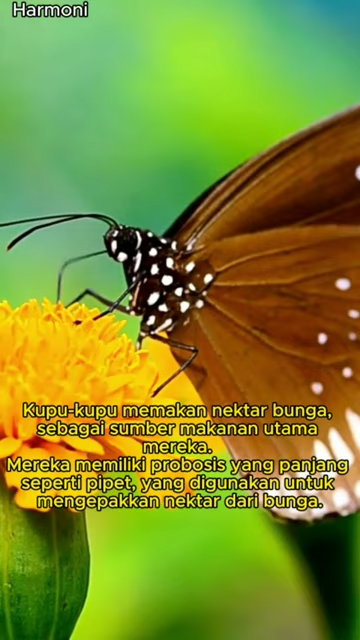 Harmoni
Kupu-kupu memakan nektar bunga,
sebagai sumber makanan utama
mereka.
Mereka memiliki probosis yang panjang
seperti pipet, yang digunakan untuk
mengepakkan nektar dari bunga.